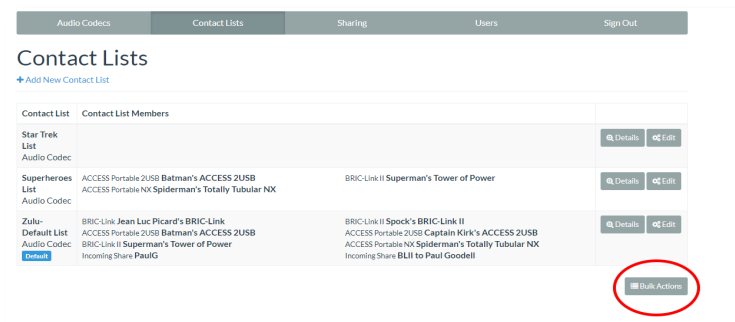 Audio Codecs Contact Lists Sharing Users Sign Out
Contact Lists
+ Add New Contact List
Contact List Contact List Members
Star Trek
List
Audio Codec
Details Edit
Superheroes
List
Audio Codec
ACCESS Portable 2USB Batman's ACCESS 2USB
ACCESS Portable NX Spiderman's Totally Tubular NX
BRIC-Link II Superman's Tower of Power
Details Edit
Zulu-
Default List
Audio Codec
Default
BRIC-Link Jean Luc Picard's BRIC-Link
ACCESS Portable 2USB Batman's ACCESS 2USB
BRIC-Link II Superman's Tower of Power
Incoming Share PaulG
BRIC-Link II Spock's BRIC-Link II
ACCESS Portable 2USB Captain Kirk's ACCESS 2USB
ACCESS Portable NX Spiderman's Totally Tubular NX
Incoming Share BLII to Paul Goodell
Details Edit
Bulk Actions